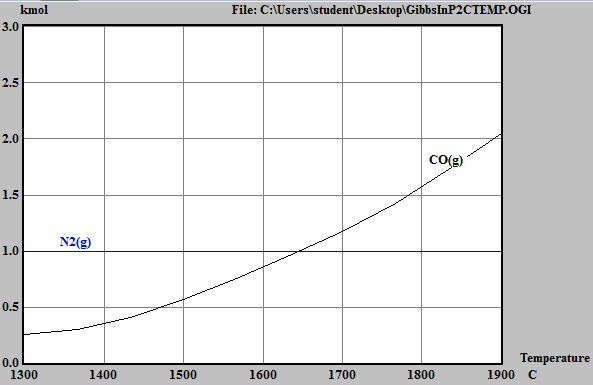 kmol File: C:\Users\student\Desktop\GibbsInP2CTEMP.OGI
3.0
2.5
2.0
CO(g)
1.5
N2(g)
1.0
0.5
0.0
Temperature
1300 1400 1500 1600 1700 1800 1900 C